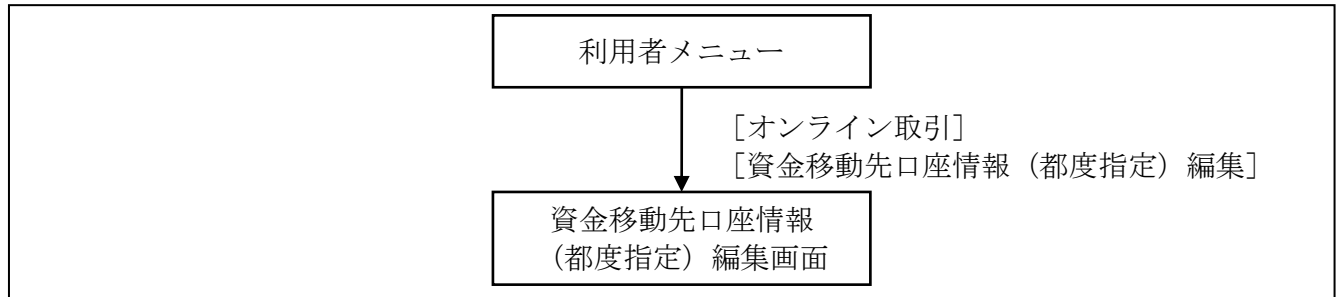 利用者メニュー
［オンライン取引］
［資金移動先口座情報（都度指定）編集］
資金移動先口座情報
（都度指定）編集画面